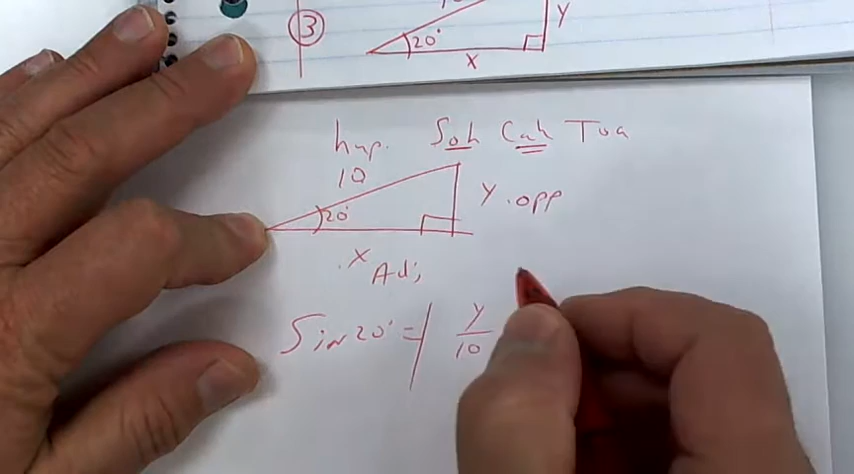 3
20°
y
x
hyp. Soh Cah Toa
10
20°
y.opp
x Adj
Sin 20° = y/10